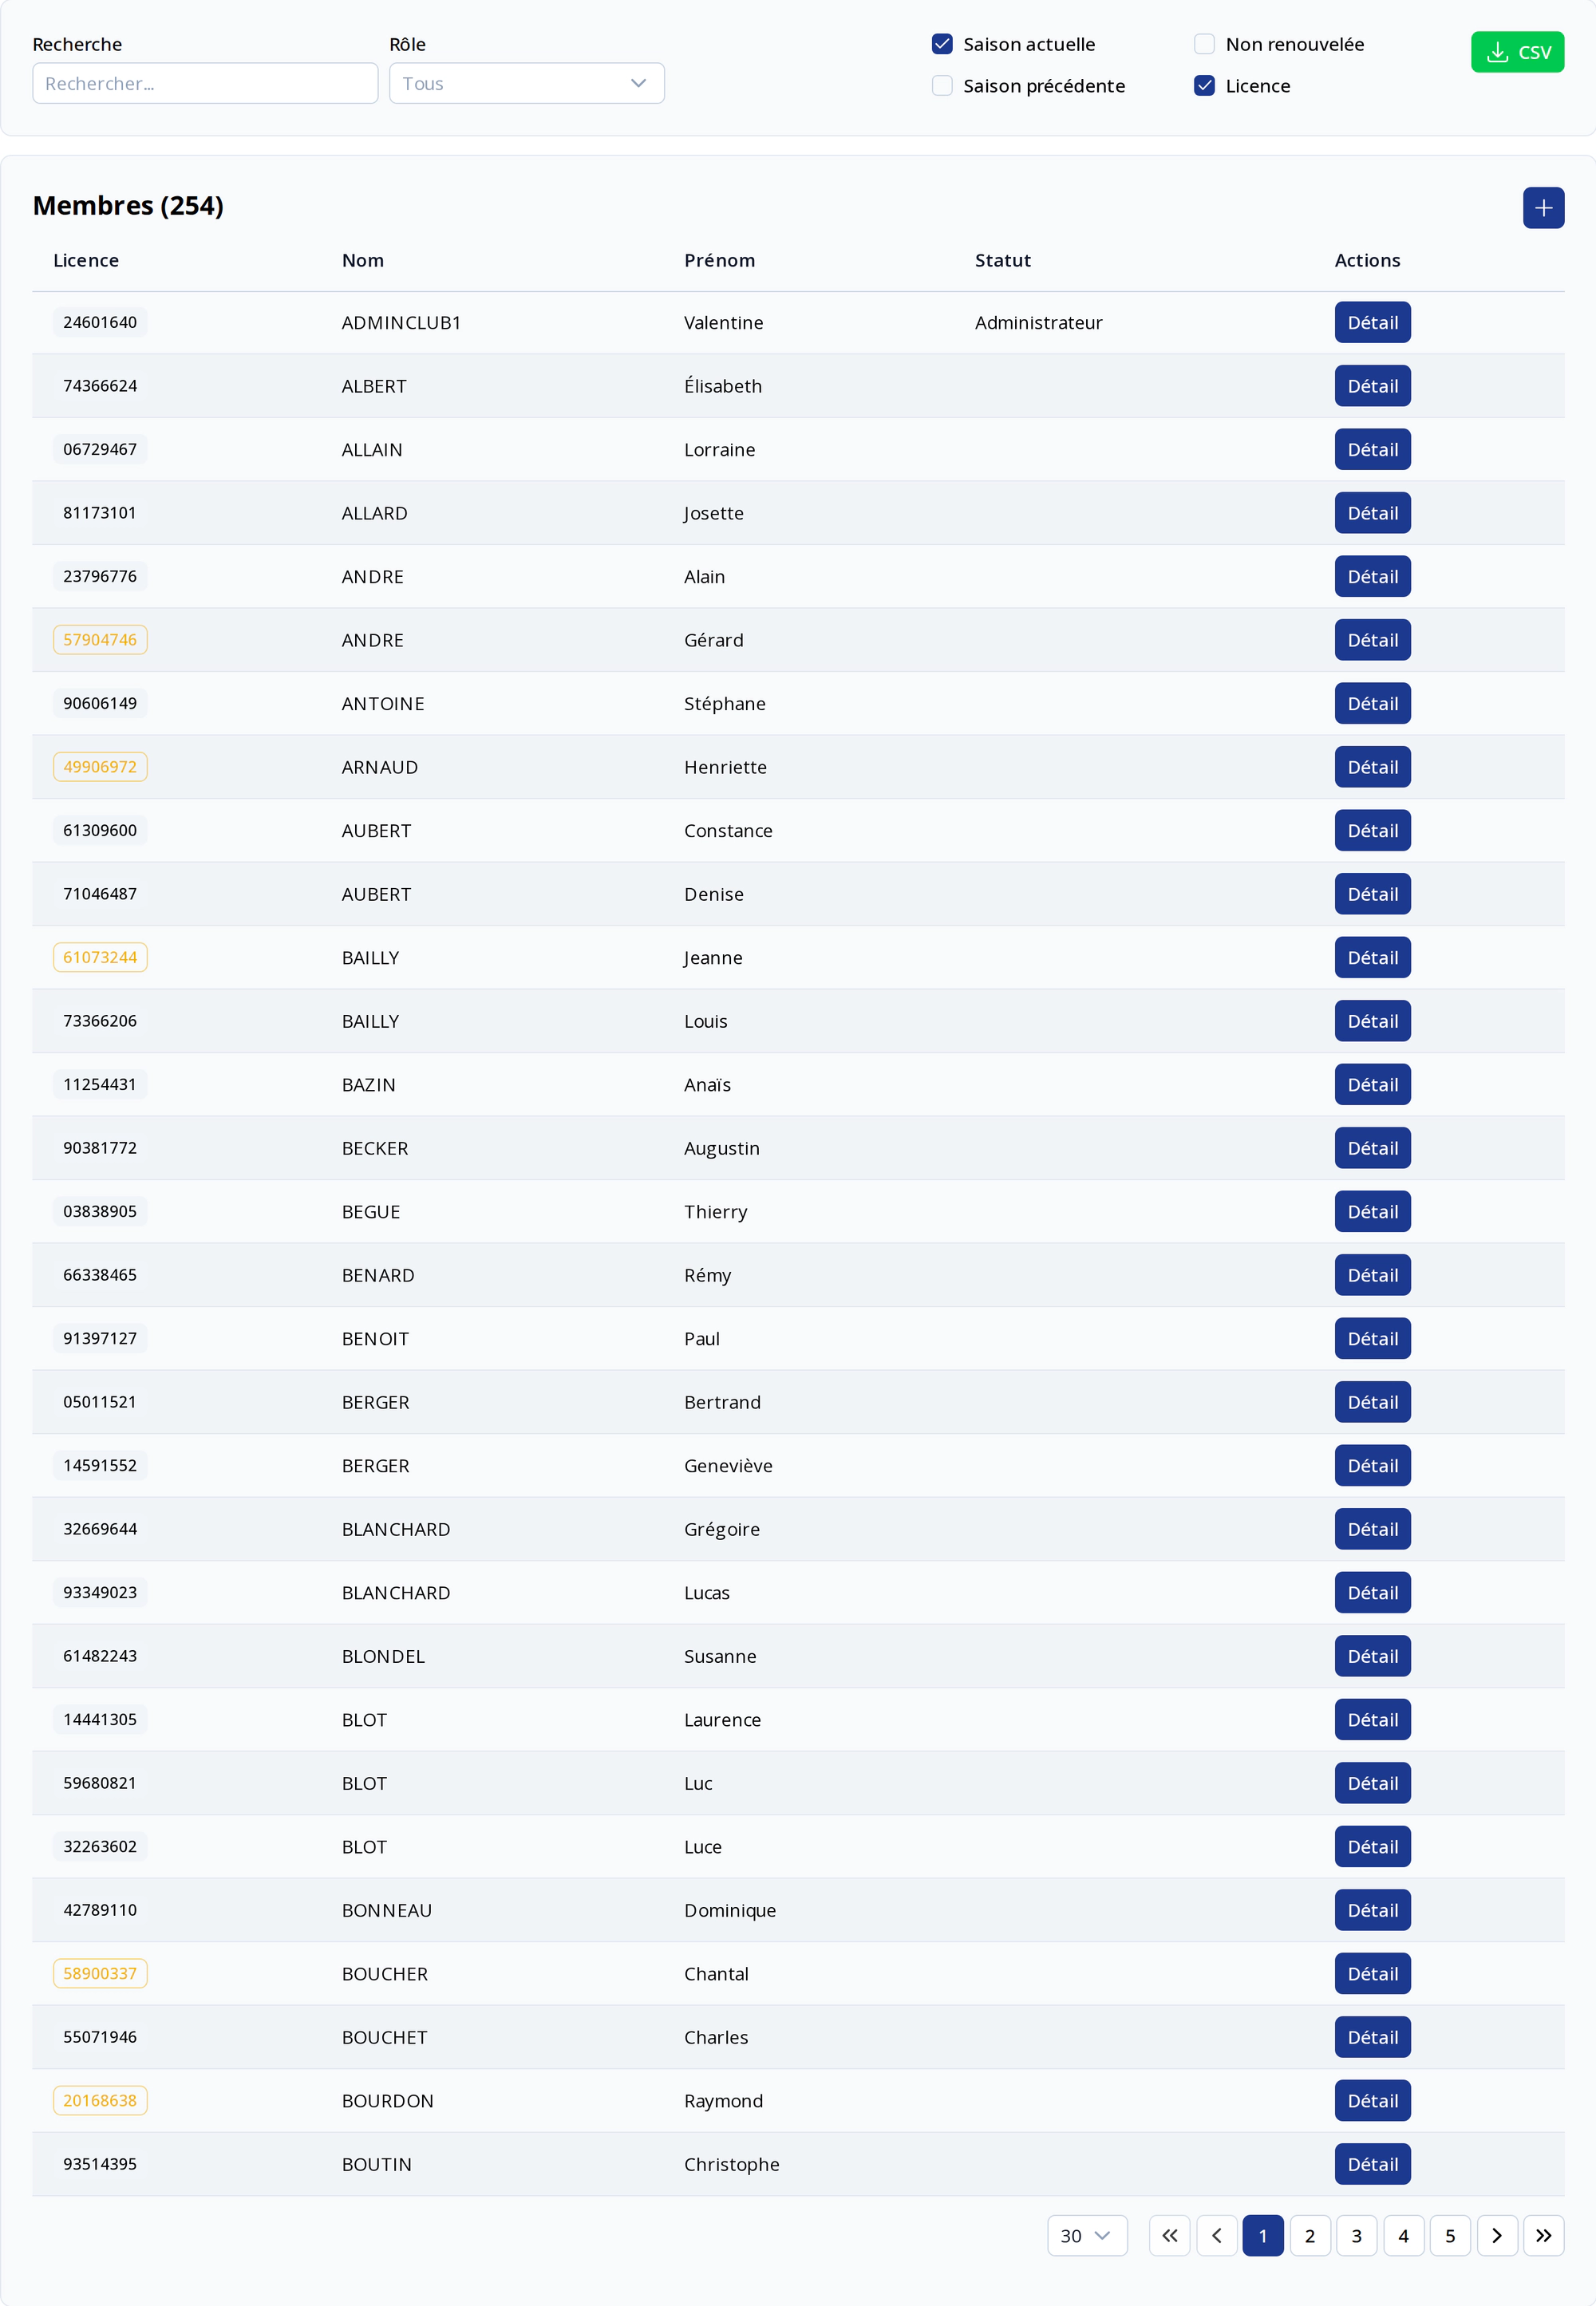 Recherche
Rôle
Saison actuelle
Non renouvelée
CSV
Rechercher...
Tous
Saison précédente
Licence
Membres (254)
Licence Nom Prénom Statut Actions
24601640 ADMINCLUB1 Valentine Administrateur Détail
74366624 ALBERT Élisabeth Détail
06729467 ALLAIN Lorraine Détail
81173101 ALLARD Josette Détail
23796776 ANDRE Alain Détail
57904746 ANDRE Gérard Détail
90606149 ANTOINE Stéphane Détail
49906972 ARNAUD Henriette Détail
61309600 AUBERT Constance Détail
71046487 AUBERT Denise Détail
61073244 BAILLY Jeanne Détail
73366206 BAILLY Louis Détail
11254431 BAZIN Anaïs Détail
90381772 BECKER Augustin Détail
03838905 BEGUE Thierry Détail
66338465 BENARD Rémy Détail
91397127 BENOIT Paul Détail
05011521 BERGER Bertrand Détail
14591552 BERGER Geneviève Détail
32669644 BLANCHARD Grégoire Détail
93349023 BLANCHARD Lucas Détail
61482243 BLONDEL Susanne Détail
14441305 BLOT Laurence Détail
59680821 BLOT Luc Détail
32263602 BLOT Luce Détail
42789110 BONNEAU Dominique Détail
58900337 BOUCHER Chantal Détail
55071946 BOUCHET Charles Détail
20168638 BOURDON Raymond Détail
93514395 BOUTIN Christophe Détail
30 1 2 3 4 5